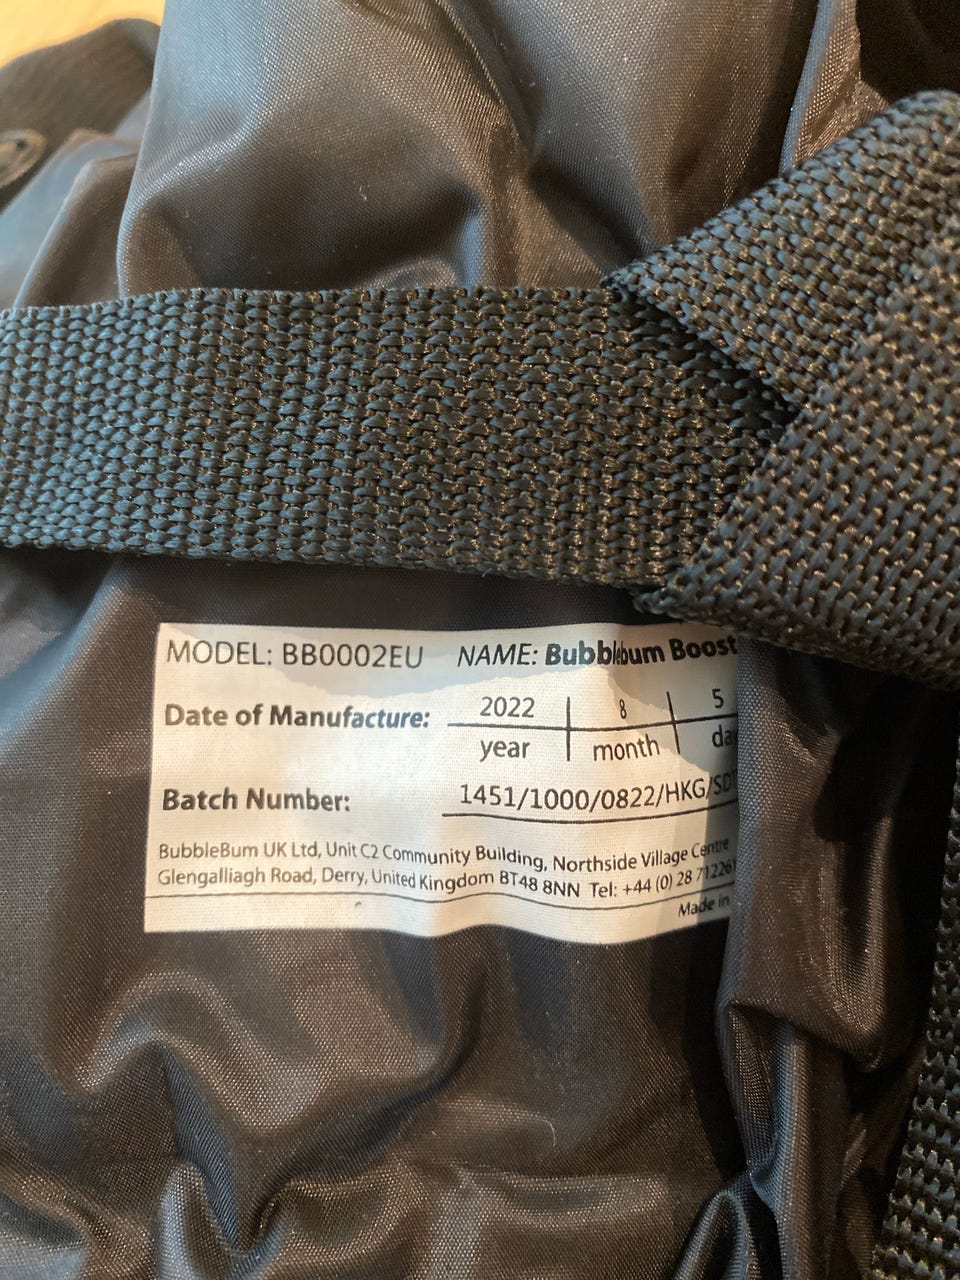 MODEL: BB0002EU NAME: Bubblebum Boost
Date of Manufacture: 2022 8 5
year month da
Batch Number: 1451/1000/0822/HKG/SD
BubbleBum UK Ltd, Unit C2 Community Building, Northside Village Centre
Glengalliagh Road, Derry, United Kingdom BT48 8NN Tel: +44 (0) 28 71226
Made in